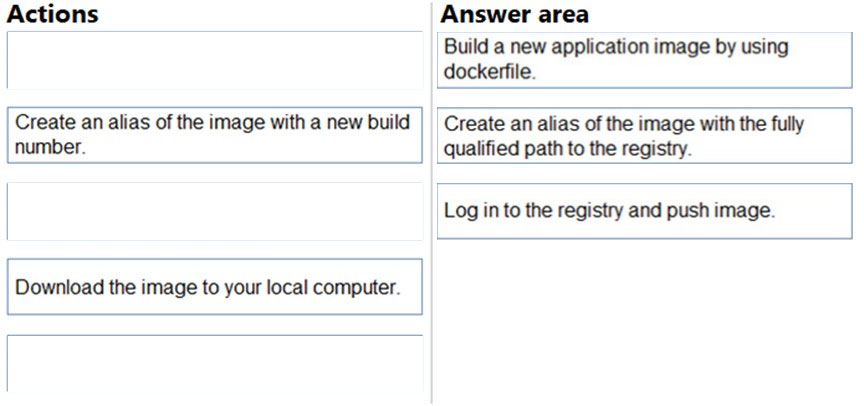 Actions
Create an alias of the image with a new build
number.
Download the image to your local computer.
Answer area
Build a new application image by using
dockerfile.
Create an alias of the image with the fully
qualified path to the registry.
Log in to the registry and push image.